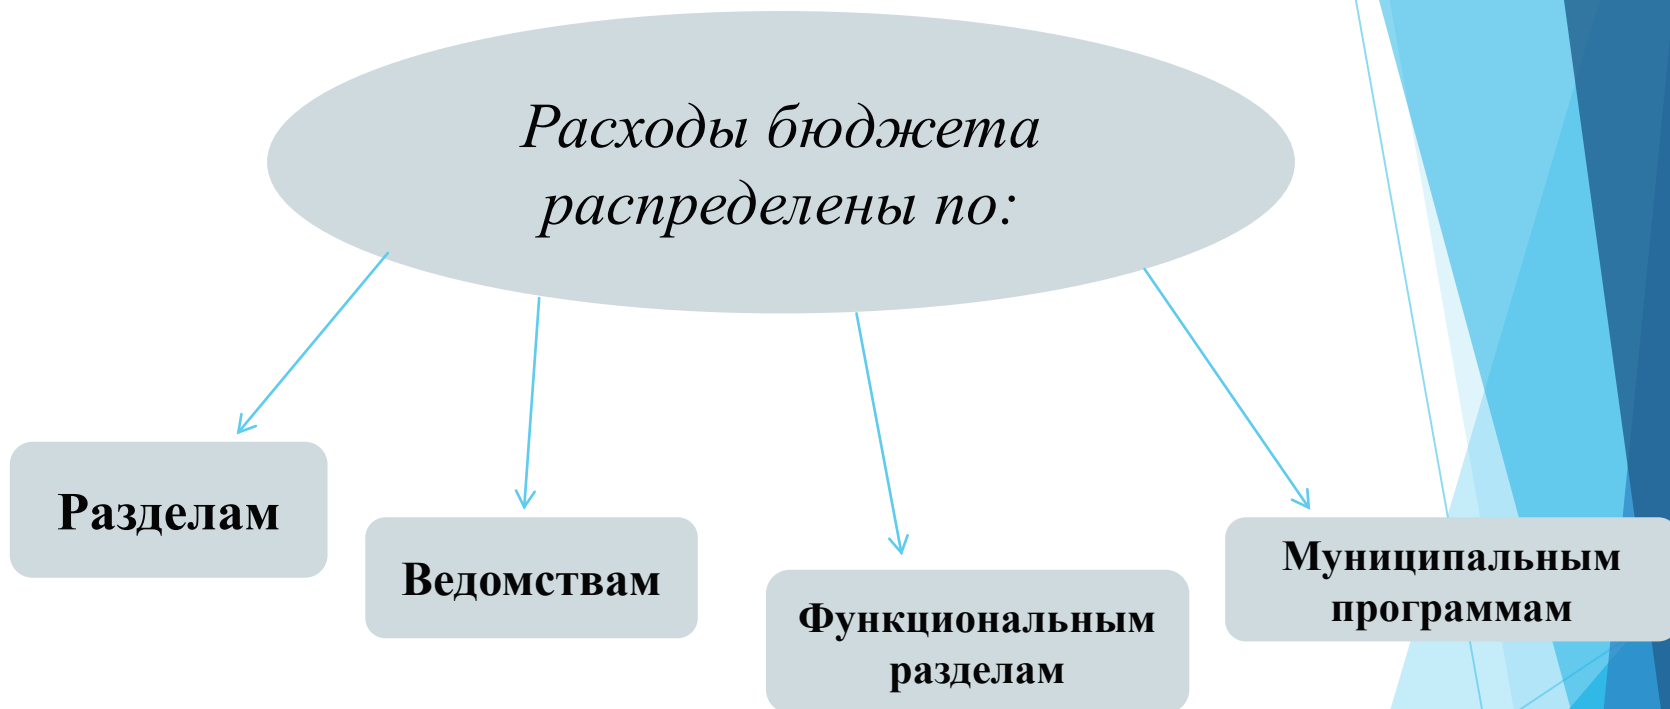 Расходы бюджета
распределены по:
Разделам
Ведомствам
Функциональным
разделам
Муниципальным
программам